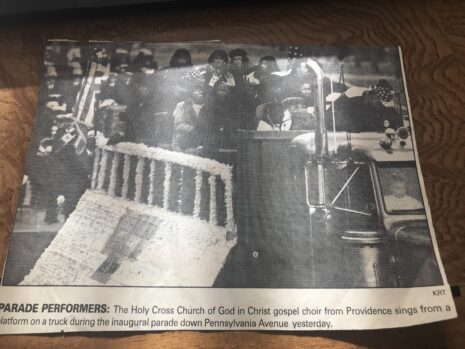 KRT
PARADE PERFORMERS: The Holy Cross Church of God in Christ gospel choir from Providence sings from a
platform on a truck during the inaugural parade down Pennsylvania Avenue yesterday.